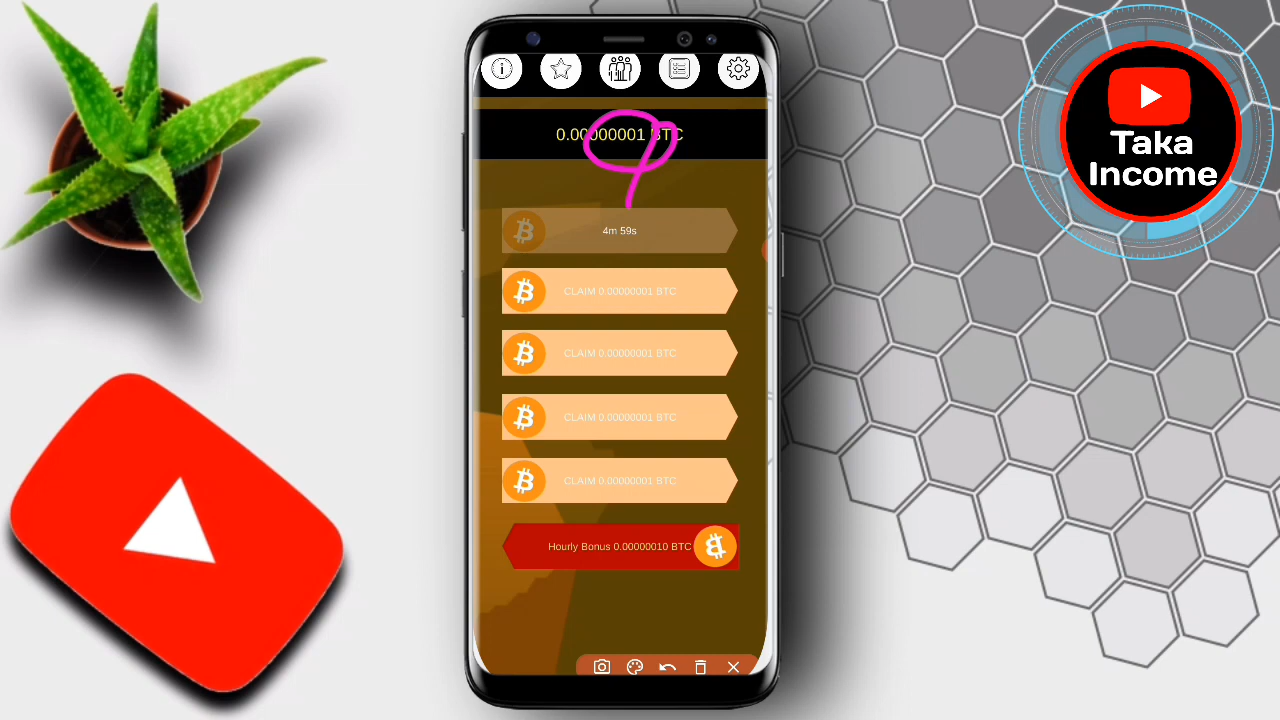 0.00000001 BTC
4m 59s
CLAIM 0.00000001 BTC
CLAIM 0.00000001 BTC
CLAIM 0.00000001 BTC
CLAIM 0.00000001 BTC
Hourly Bonus 0.00000010 BTC
Taka
Income